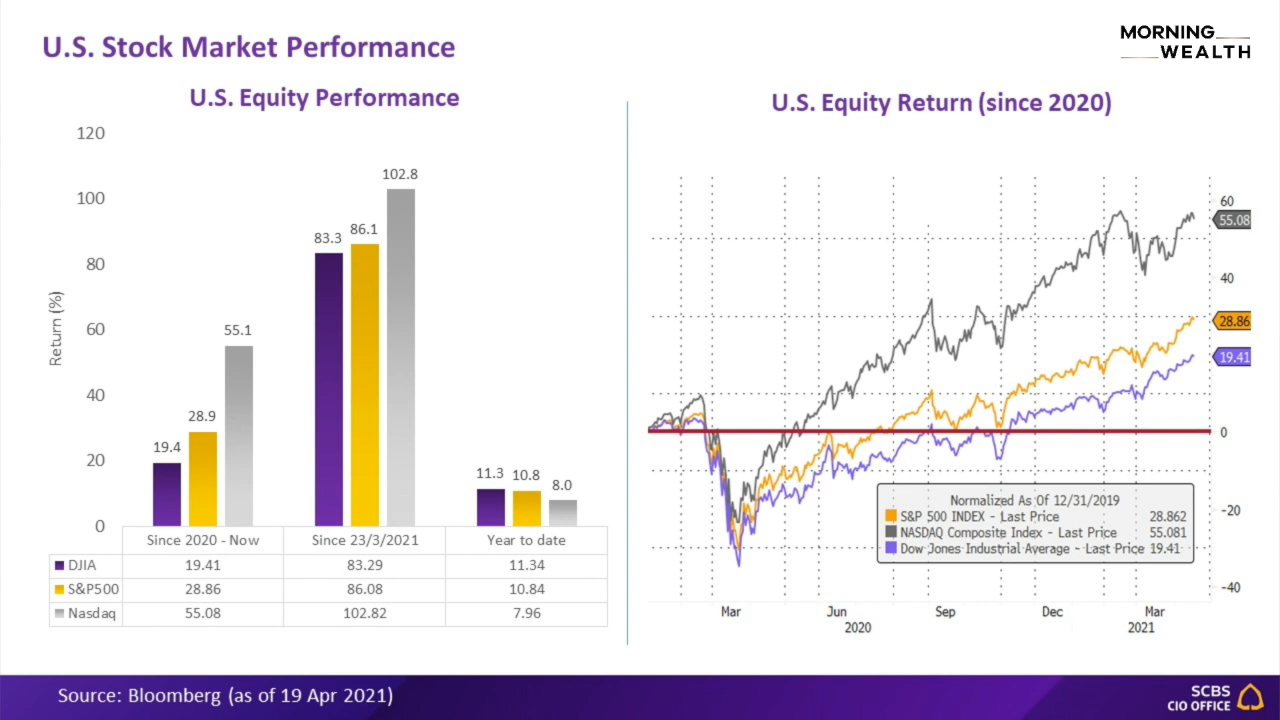 U.S. Stock Market Performance
MORNING
WEALTH
U.S. Equity Performance
Return (%)
120
100
80
60
40
20
0
19.4
28.9
55.1
83.3
86.1
102.8
11.3
10.8
8.0
Since 2020 - Now Since 23/3/2021 Year to date
DJIA 19.41 83.29 11.34
S&P500 28.86 86.08 10.84
Nasdaq 55.08 102.82 7.96
U.S. Equity Return (since 2020)
60
55.08
40
28.86
19.41
0
-20
-40
Normalized As Of 12/31/2019
S&P 500 INDEX - Last Price 28.862
NASDAQ Composite Index - Last Price 55.081
Dow Jones Industrial Average - Last Price 19.41
Mar Jun Sep Dec Mar
2020 2021
Source: Bloomberg (as of 19 Apr 2021)
SCBS
CIO OFFICE